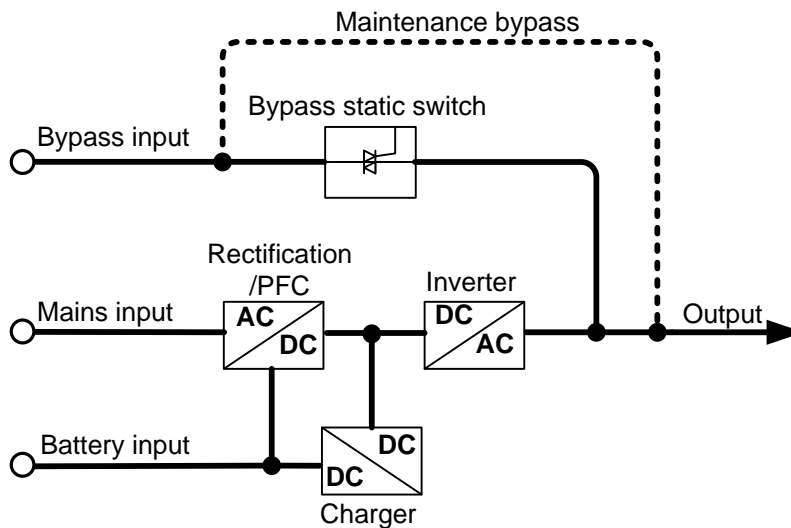 Maintenance bypass
Bypass static switch
Bypass input
Rectification
/PFC
Inverter
Mains input
AC
DC
DC
AC
Output
Battery input
DC
DC
Charger